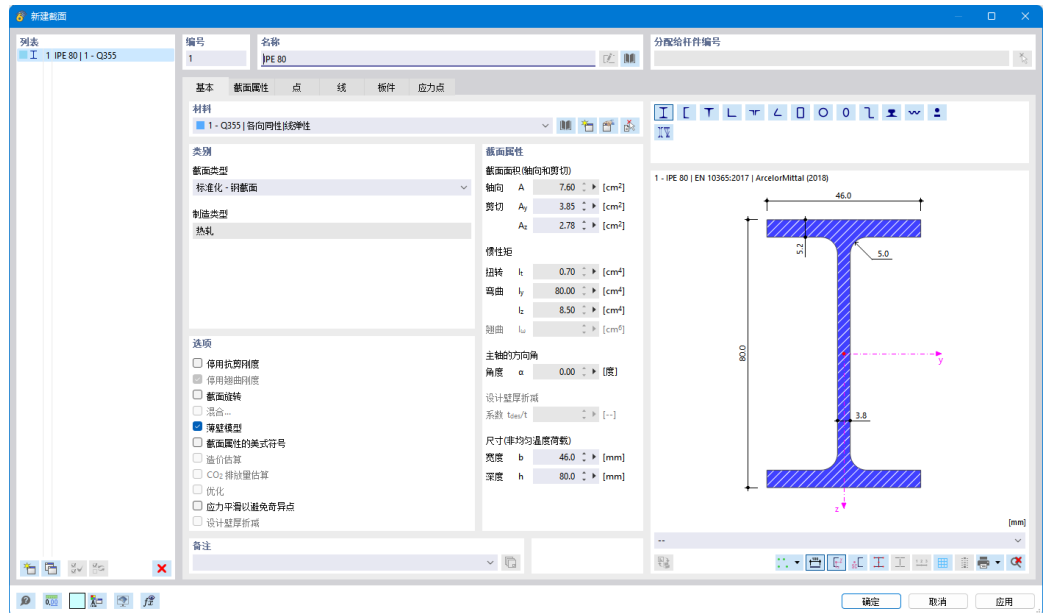 新建截面
列表
1 IPE 80 | 1 - Q355
编号
1
名称
IPE 80
分配给杆件编号
基本 截面属性 点 线 板件 应力点
材料
1 - Q355 | 各向同性|线弹性
类别
截面类型
标准化 - 钢截面
制造类型
热轧
选项
停用抗剪刚度
停用翘曲刚度
截面旋转
混合...
薄壁模型
截面属性的美式符号
造价估算
CO₂ 排放量估算
优化
应力平滑以避免奇异点
设计壁厚折减
截面属性
截面面积(轴向和剪切)
轴向 A 7.60 [cm²]
剪切 Ay 3.85 [cm²]
Az 2.78 [cm²]
惯性矩
扭转 It 0.70 [cm⁴]
弯曲 Iy 80.00 [cm⁴]
Iz 8.50 [cm⁴]
翘曲 Iω [cm⁶]
主轴的方向角
角度 α 0.00 [度]
设计壁厚折减
系数 tdes/t [--]
尺寸(非均匀温度荷载)
宽度 b 46.0 [mm]
深度 h 80.0 [mm]
备注
1 - IPE 80 | EN 10365:2017 | ArcelorMittal (2018)
46.0
5.2
5.0
80.0
y
3.8
z
[mm]
--
确定 取消 应用